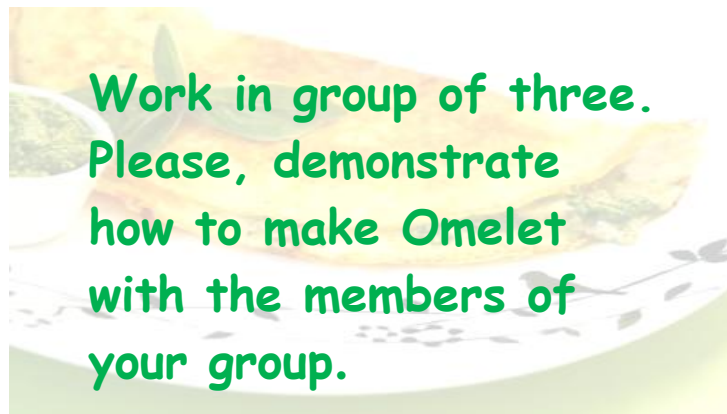 Work in group of three.
Please, demonstrate
how to make Omelet
with the members of
your group.